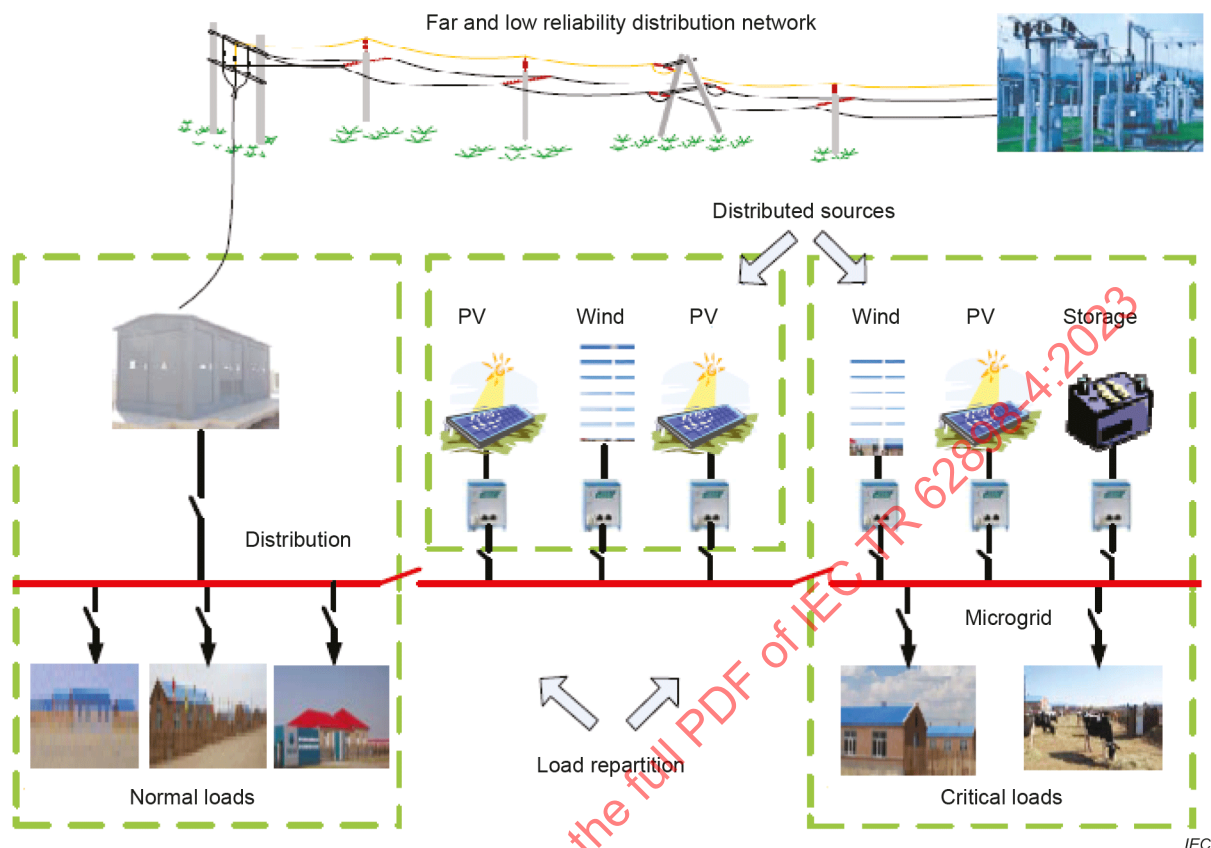 Far and low reliability distribution network
Distributed sources
PV
Wind
PV
Wind
PV
Storage
Distribution
Microgrid
Load repartition
Normal loads
Critical loads
the full PDF of IEC TR 62898-4:2023
IEC